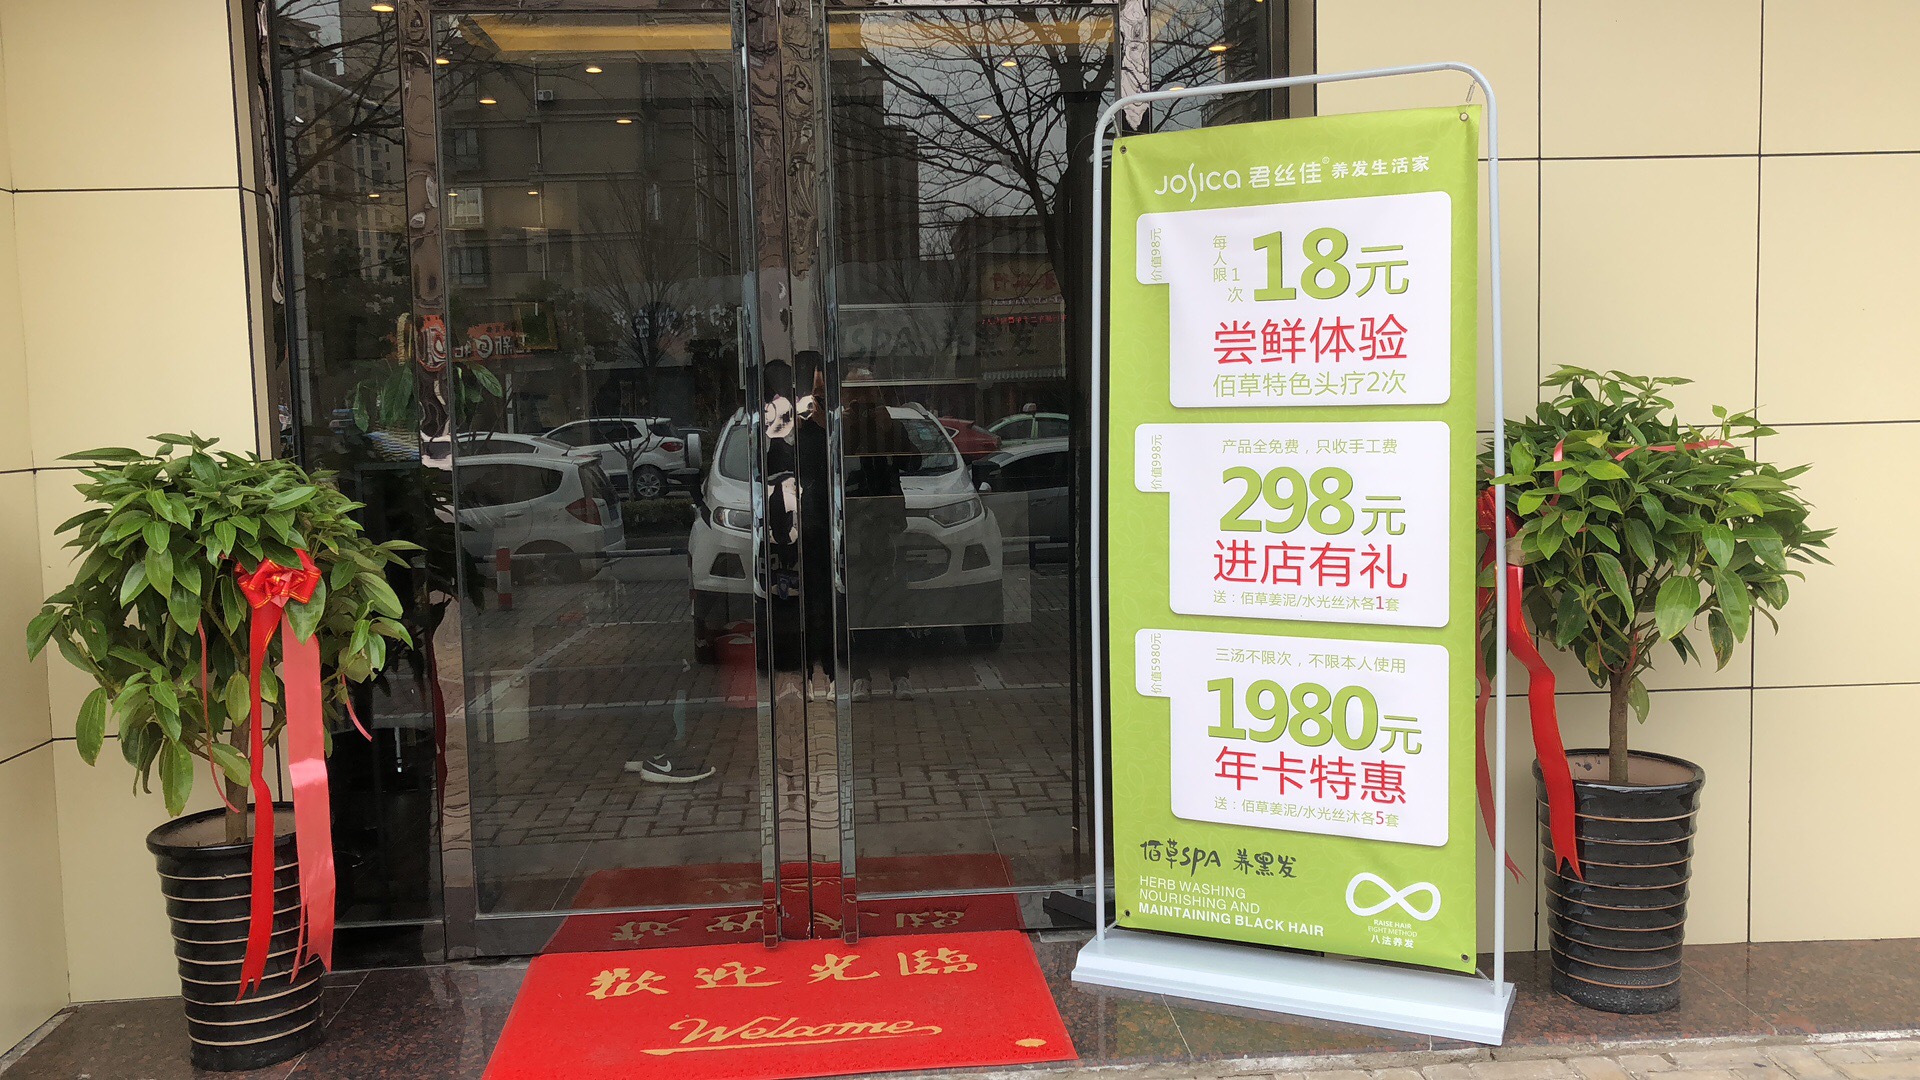 JOSICA 君丝佳© 养发生活家
价值98元
每人限1次
18元
尝鲜体验
佰草特色头疗2次
价值998元
产品全免费，只收手工费
298元
进店有礼
送：佰草姜泥/水光丝沐各1套
价值5980元
三汤不限次，不限本人使用
1980元
年卡特惠
送：佰草姜泥/水光丝沐各5套
佰草SPA 养黑发
HERB WASHING
NOURISHING AND
MAINTAINING BLACK HAIR
RAISE HAIR
EIGHT METHOD
八法养发
歡迎光臨
Welcome